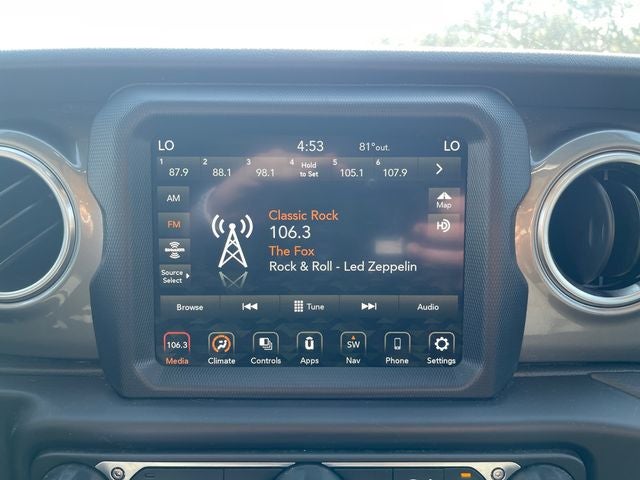 LO 4:53 81°out. LO
1 87.9 2 88.1 3 98.1 4 Hold to Set 5 105.1 6 107.9
AM
FM
SiriusXM
Source Select
Map
HD
Classic Rock
106.3
The Fox
Rock & Roll - Led Zeppelin
Browse Tune Audio
106.3 SW
Media Climate Controls Apps Nav Phone Settings